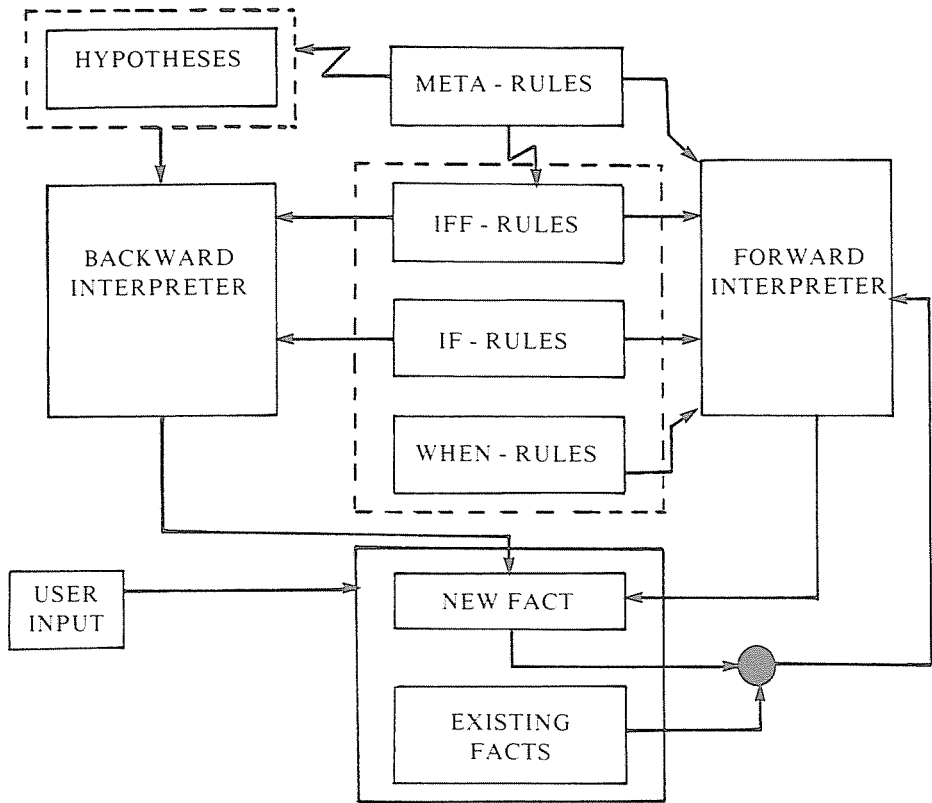 HYPOTHESES
META - RULES
IFF - RULES
BACKWARD
INTERPRETER
FORWARD
INTERPRETER
IF - RULES
WHEN - RULES
USER
INPUT
NEW FACT
EXISTING
FACTS